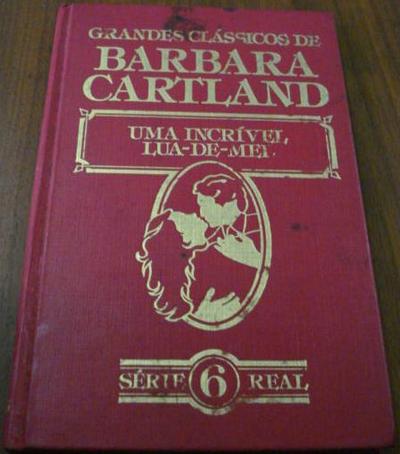 GRANDES CLÁSSICOS DE
BARBARA
CARTLAND
UMA INCRÍVEL
LUA-DE-MEL
SÉRIE 6 REAL